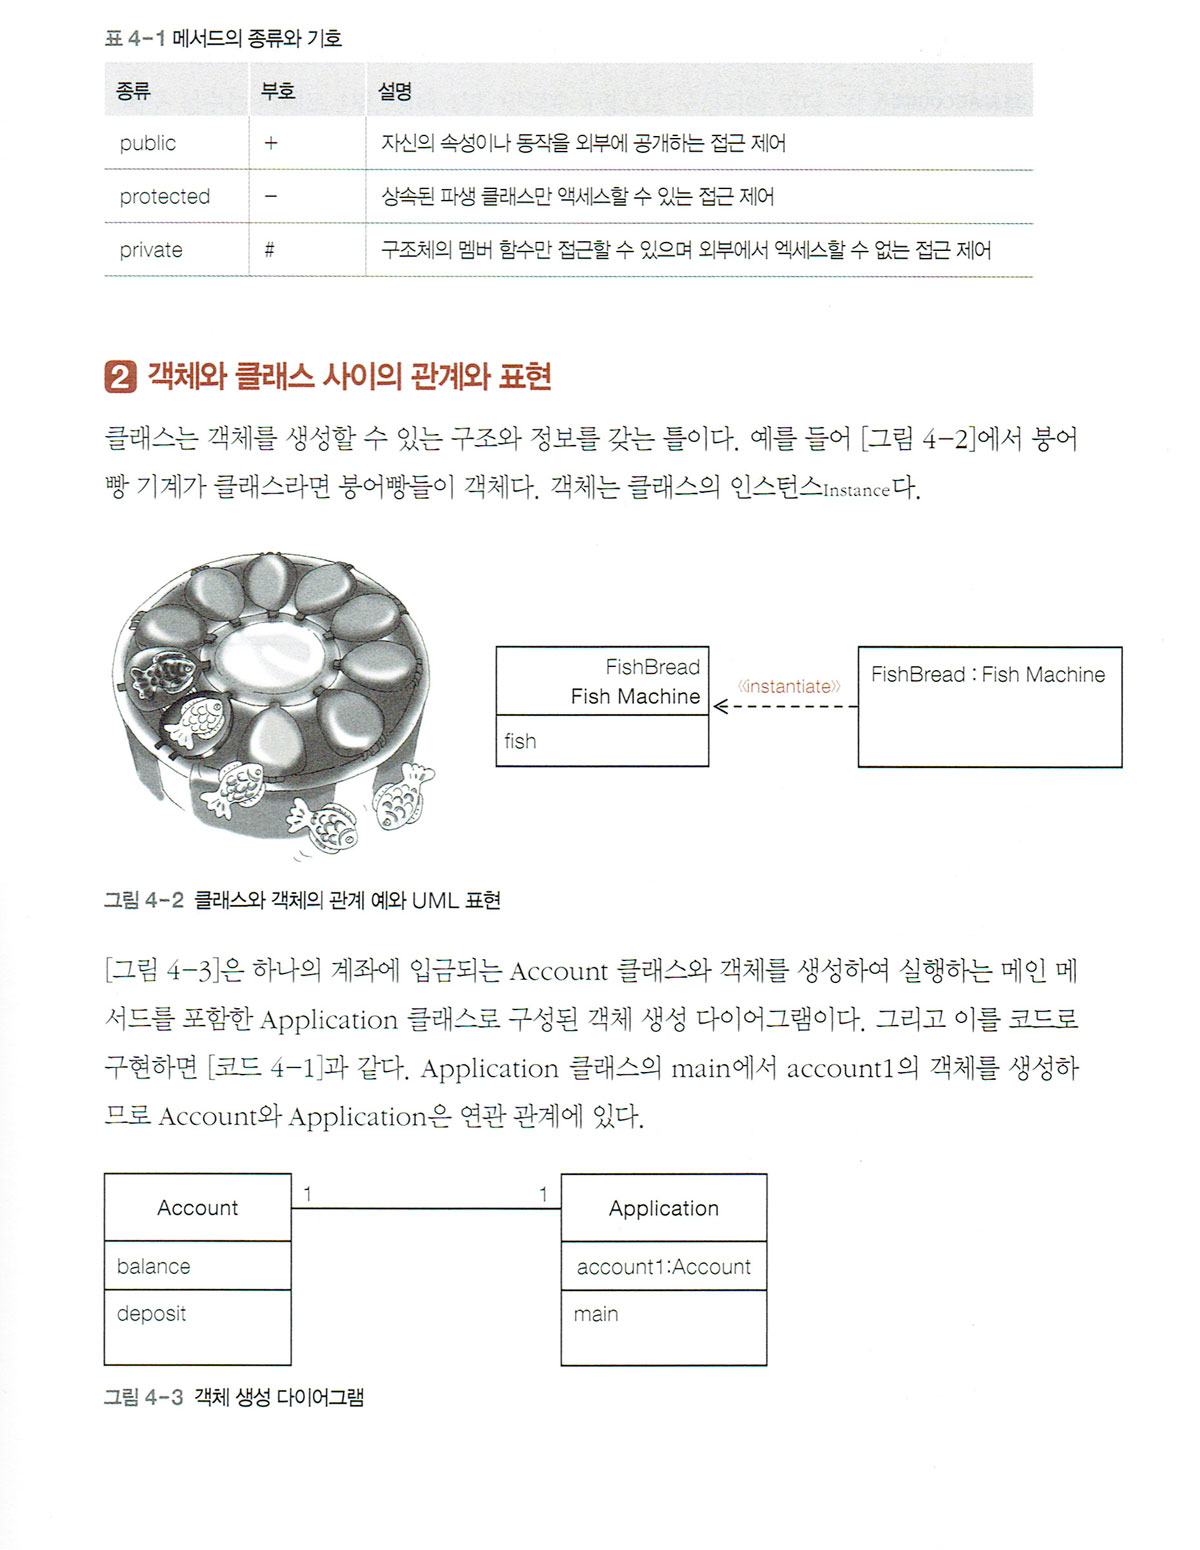 표 4-1 메서드의 종류와 기호
종류 부호 설명
public + 자신의 속성이나 동작을 외부에 공개하는 접근 제어
protected - 상속된 파생 클래스만 액세스할 수 있는 접근 제어
private # 구조체의 멤버 함수만 접근할 수 있으며 외부에서 엑세스할 수 없는 접근 제어
2 객체와 클래스 사이의 관계와 표현
클래스는 객체를 생성할 수 있는 구조와 정보를 갖는 틀이다. 예를 들어 [그림 4-2]에서 붕어
빵 기계가 클래스라면 붕어빵들이 객체다. 객체는 클래스의 인스턴스Instance다.
FishBread
Fish Machine
fish
《instantiate》
FishBread : Fish Machine
그림 4-2 클래스와 객체의 관계 예와 UML 표현
[그림 4-3]은 하나의 계좌에 입금되는 Account 클래스와 객체를 생성하여 실행하는 메인 메
서드를 포함한 Application 클래스로 구성된 객체 생성 다이어그램이다. 그리고 이를 코드로
구현하면 [코드 4-1]과 같다. Application 클래스의 main에서 account1의 객체를 생성하
므로 Account와 Application은 연관 관계에 있다.
Account
balance
deposit
1 1
Application
account1:Account
main
그림 4-3 객체 생성 다이어그램